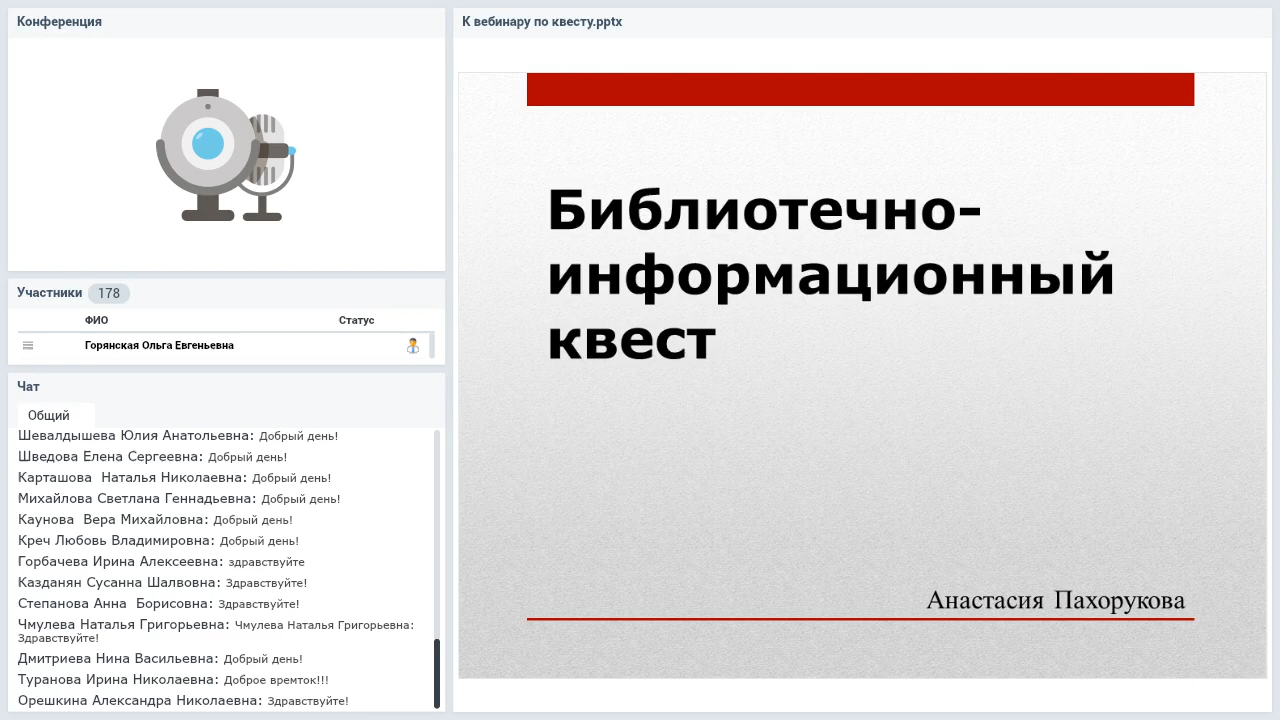 Конференция
Участники 178
ФИО Статус
Горянская Ольга Евгеньевна
Чат
Общий
Шевалдышева Юлия Анатольевна: Добрый день!
Шведова Елена Сергеевна: Добрый день!
Карташова  Наталья Николаевна: Добрый день!
Михайлова Светлана Геннадьевна: Добрый день!
Каунова  Вера Михайловна: Добрый день!
Креч Любовь Владимировна: Добрый день!
Горбачева Ирина Алексеевна: здравствуйте
Казданян Сусанна Шалвовна: Здравствуйте!
Степанова Анна  Борисовна: Здравствуйте!
Чмулева Наталья Григорьевна: Чмулева Наталья Григорьевна:
Здравствуйте!
Дмитриева Нина Васильевна: Добрый день!
Туранова Ирина Николаевна: Доброе времток!!!
Орешкина Александра Николаевна: Здравствуйте!
К вебинару по квесту.pptx
Библиотечно-
информационный
квест
Анастасия Пахорукова